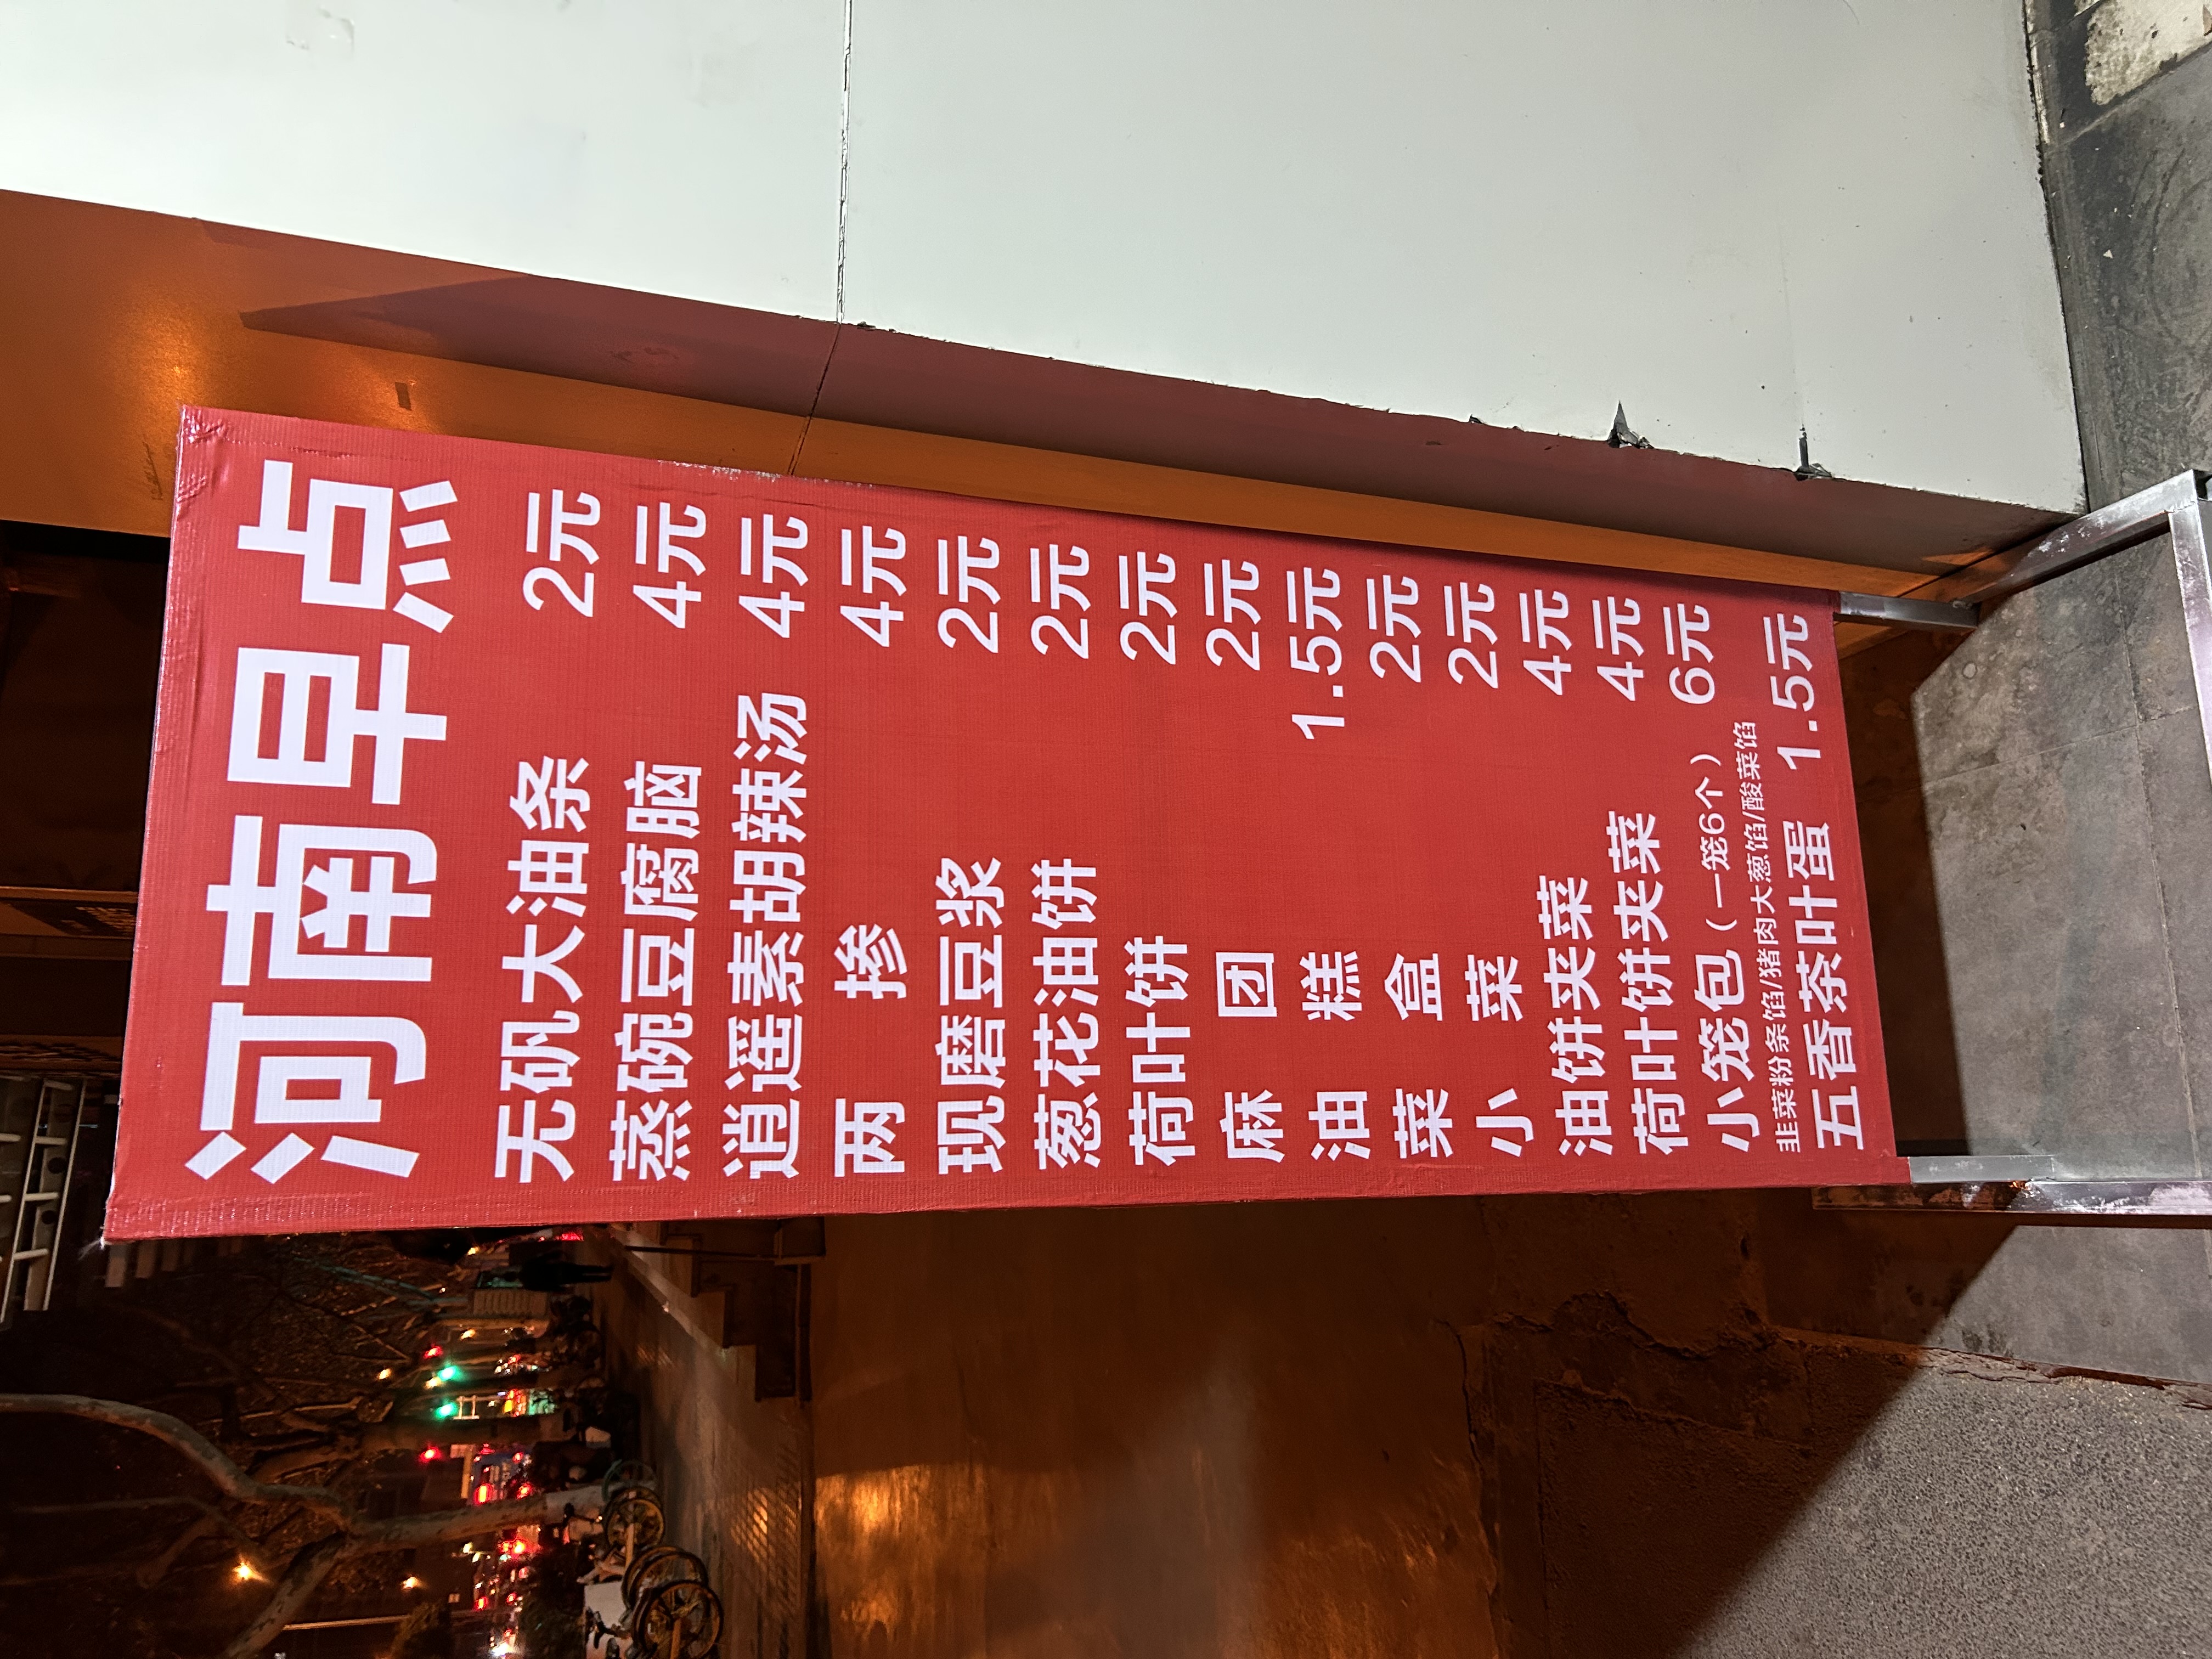 河南早点
无矾大油条 2元
蒸碗豆腐脑 4元
逍遥素胡辣汤 4元
两掺 4元
现磨豆浆 2元
葱花油饼 2元
荷叶饼 2元
麻团 2元
油糕 1.5元
菜盒 2元
小菜 2元
油饼夹菜 4元
荷叶饼夹菜 4元
小笼包（一笼6个） 6元
韭菜粉条馅/猪肉大葱馅/酸菜馅
五香茶叶蛋 1.5元